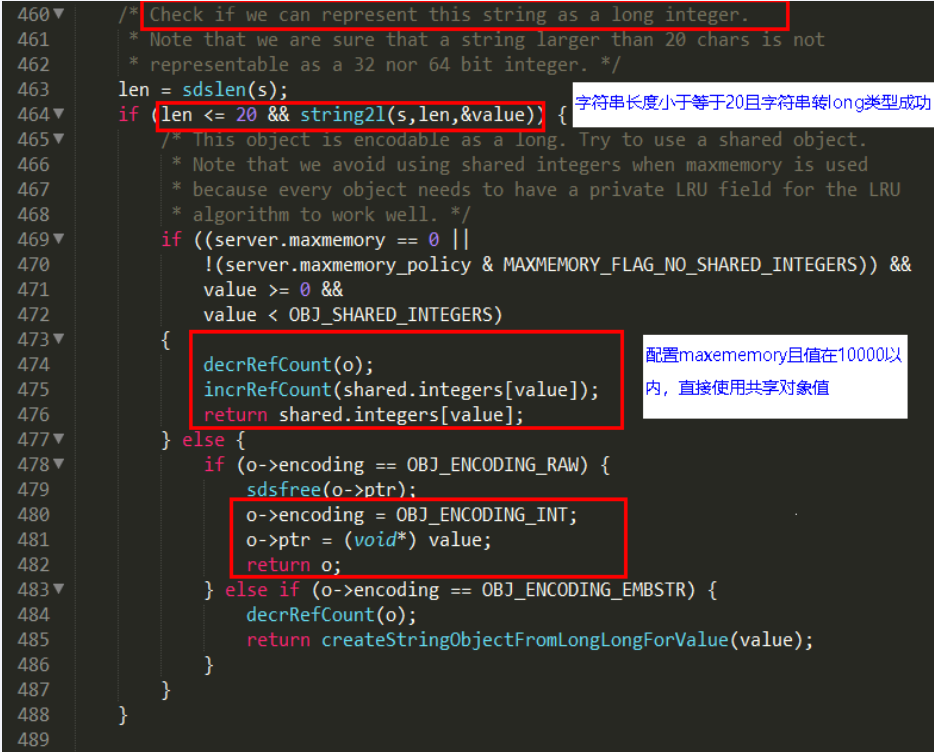 460▼ /* Check if we can represent this string as a long integer.
461 * Note that we are sure that a string larger than 20 chars is not
462 * representable as a 32 nor 64 bit integer. */
463 len = sdslen(s);
464▼ if (len <= 20 && string2l(s,len,&value)) { 字符串长度小于等于20且字符串转long类型成功
465▼ /* This object is encodable as a long. Try to use a shared object.
466 * Note that we avoid using shared integers when maxmemory is used
467 * because every object needs to have a private LRU field for the LRU
468 * algorithm to work well. */
469▼ if ((server.maxmemory == 0 ||
470 !(server.maxmemory_policy & MAXMEMORY_FLAG_NO_SHARED_INTEGERS)) &&
471 value >= 0 &&
472 value < OBJ_SHARED_INTEGERS)
473▼ {
474 decrRefCount(o);
475 incrRefCount(shared.integers[value]);
476 return shared.integers[value];
配置maxememory且值在10000以
内，直接使用共享对象值
477▼ } else {
478▼ if (o->encoding == OBJ_ENCODING_RAW) {
479 sdsfree(o->ptr);
480 o->encoding = OBJ_ENCODING_INT;
481 o->ptr = (void*) value;
482 return o;
483▼ } else if (o->encoding == OBJ_ENCODING_EMBSTR) {
484 decrRefCount(o);
485 return createStringObjectFromLongLongForValue(value);
486 }
487 }
488 }
489